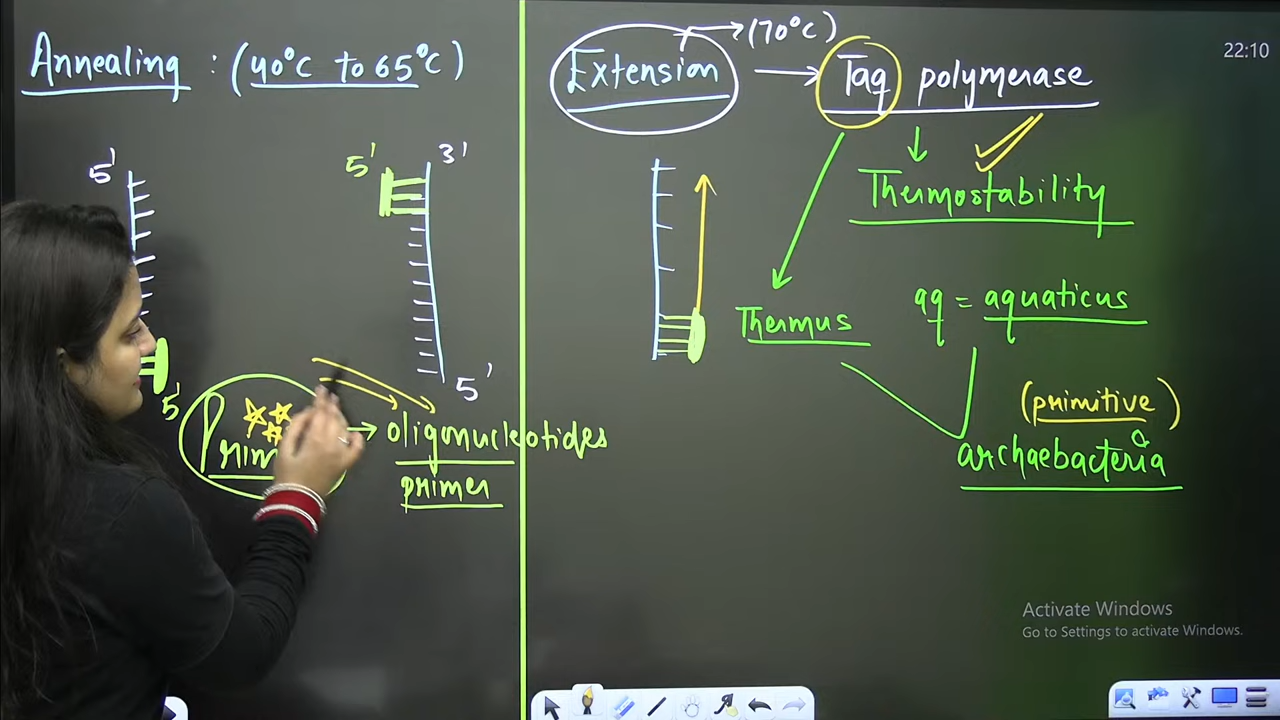 Annealing : (40°C to 65°C)
5' 5' 3'
5' 5'
→ oligonucleotides
primer
Extension → (70°C)
→ Taq polymerase
Thermostability
Thermus
aq = aquaticus
(primitive)
archaebacteria
22:10
Activate Windows
Go to Settings to activate Windows.